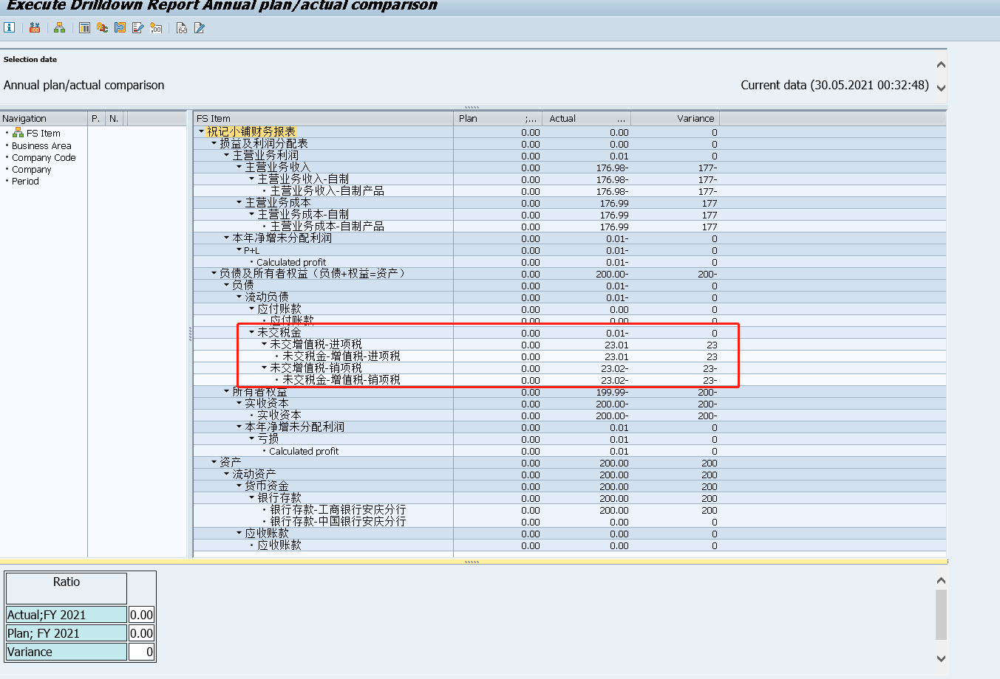 Execute Drilldown Report Annual plan/actual comparison
Selection date
Annual plan/actual comparison Current data (30.05.2021 00:32:48)
Navigation P. N.
FS Item
Business Area
Company Code
Company
Period
FS Item Plan ;... Actual ... Variance
祝记小铺财务报表 0.00 0.00 0
损益及利润分配表 0.00 0.00 0
主营业务利润 0.00 0.01 0
主营业务收入 0.00 176.98- 177-
主营业务收入-自制 0.00 176.98- 177-
主营业务收入-自制产品 0.00 176.98- 177-
主营业务成本 0.00 176.99 177
主营业务成本-自制 0.00 176.99 177
主营业务成本-自制产品 0.00 176.99 177
本年净增未分配利润 0.00 0.01- 0
P+L 0.00 0.01- 0
Calculated profit 0.00 0.01- 0
负债及所有者权益（负债+权益=资产） 0.00 200.00- 200-
负债 0.00 0.01- 0
流动负债 0.00 0.01- 0
应付账款 0.00 0.00 0
应付账款 0.00 0.00 0
未交税金 0.00 0.01- 0
未交增值税-进项税 0.00 23.01 23
未交税金-增值税-进项税 0.00 23.01 23
未交增值税-销项税 0.00 23.02- 23-
未交税金-增值税-销项税 0.00 23.02- 23-
所有者权益 0.00 199.99- 200-
实收资本 0.00 200.00- 200-
实收资本 0.00 200.00- 200-
本年净增未分配利润 0.00 0.01 0
亏损 0.00 0.01 0
Calculated profit 0.00 0.01 0
资产 0.00 200.00 200
流动资产 0.00 200.00 200
货币资金 0.00 200.00 200
银行存款 0.00 200.00 200
银行存款-工商银行安庆分行 0.00 200.00 200
银行存款-中国银行安庆分行 0.00 0.00 0
应收账款 0.00 0.00 0
应收账款 0.00 0.00 0
Ratio
Actual;FY 2021 0.00
Plan; FY 2021 0.00
Variance 0